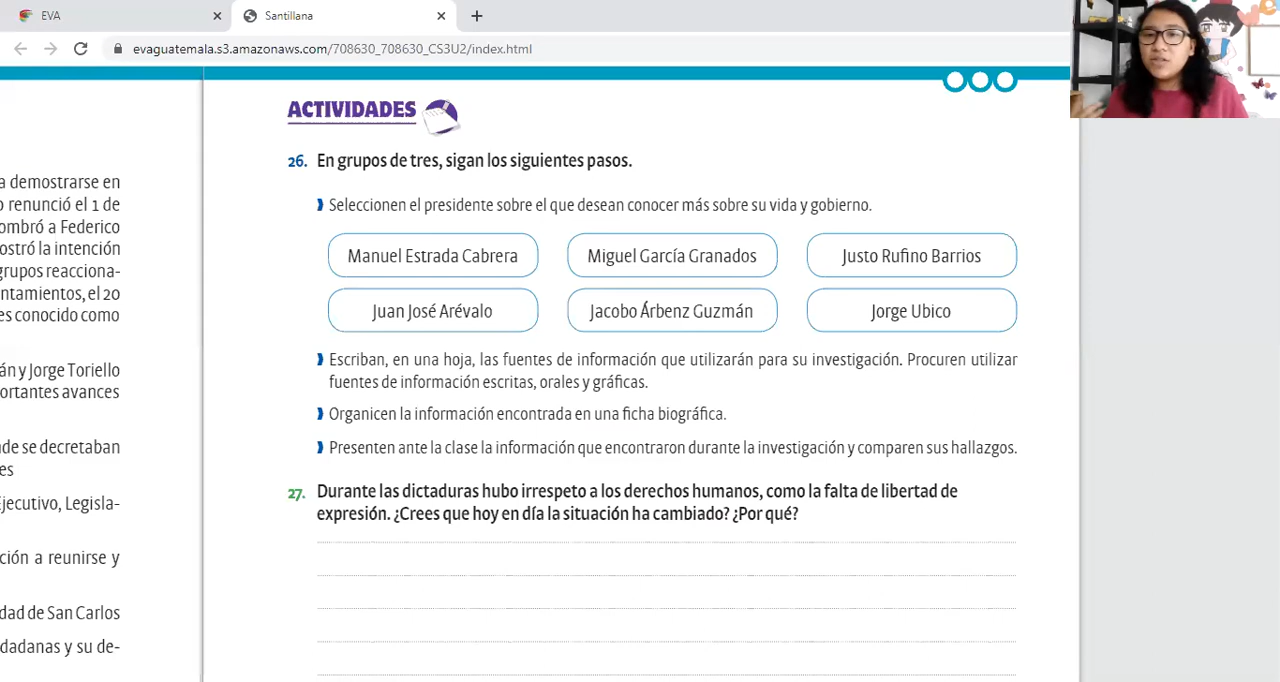 EVA
Santillana
evaguatemala.s3.amazonaws.com/708630_708630_CS3U2/index.html
a demostrarse en
o renunció el 1 de
ombró a Federico
ostró la intención
grupos reacciona-
ntamientos, el 20
es conocido como
án y Jorge Toriello
ortantes avances
nde se decretaban
es
Ejecutivo, Legisla-
ción a reunirse y
dad de San Carlos
dadanas y su de-
ACTIVIDADES
26. En grupos de tres, sigan los siguientes pasos.
Seleccionen el presidente sobre el que desean conocer más sobre su vida y gobierno.
Manuel Estrada Cabrera
Miguel García Granados
Justo Rufino Barrios
Juan José Arévalo
Jacobo Árbenz Guzmán
Jorge Ubico
Escriban, en una hoja, las fuentes de información que utilizarán para su investigación. Procuren utilizar
fuentes de información escritas, orales y gráficas.
Organicen la información encontrada en una ficha biográfica.
Presenten ante la clase la información que encontraron durante la investigación y comparen sus hallazgos.
27. Durante las dictaduras hubo irrespeto a los derechos humanos, como la falta de libertad de
expresión. ¿Crees que hoy en día la situación ha cambiado? ¿Por qué?